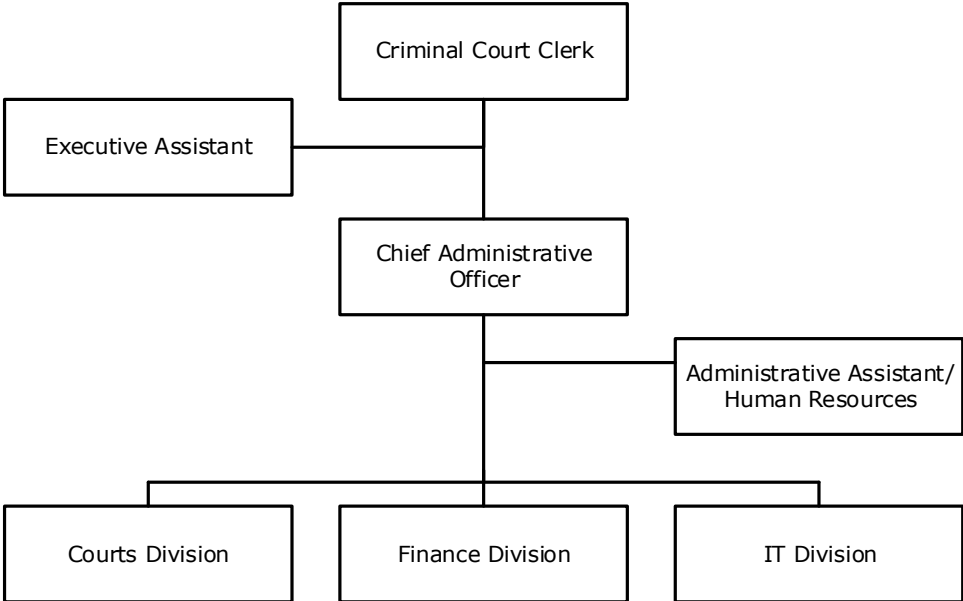 Criminal Court Clerk
Executive Assistant
Chief Administrative
Officer
Administrative Assistant/
Human Resources
Courts Division
Finance Division
IT Division